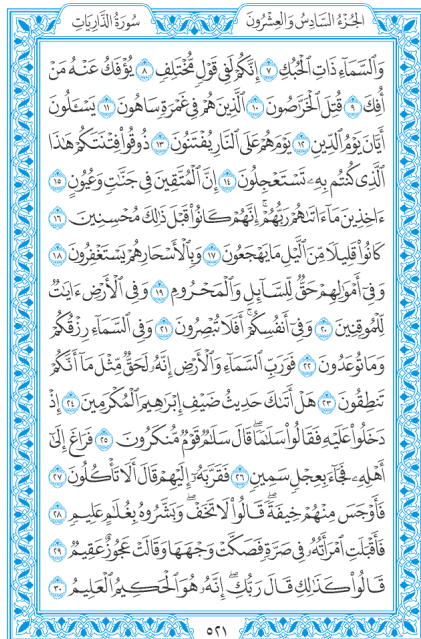 الجُزْءُ السَّادِسُ وَالعِشْرُونَ
سُورَةُ الذَّارِيَاتِ
وَٱلسَّمَآءِ ذَاتِ ٱلْحُبُكِ ٧ إِنَّكُمْ لَفِى قَوْلٍ مُّخْتَلِفٍ ٨ يُؤْفَكُ عَنْهُ مَنْ
أُفِكَ ٩ قُتِلَ ٱلْخَرَّٰصُونَ ١٠ ٱلَّذِينَ هُمْ فِى غَمْرَةٍ سَاهُونَ ١١ يَسْـَٔلُونَ
أَيَّانَ يَوْمُ ٱلدِّينِ ١٢ يَوْمَ هُمْ عَلَى ٱلنَّارِ يُفْتَنُونَ ١٣ ذُوقُوا۟ فِتْنَتَكُمْ هَٰذَا
ٱلَّذِى كُنتُم بِهِۦ تَسْتَعْجِلُونَ ١٤ إِنَّ ٱلْمُتَّقِينَ فِى جَنَّٰتٍ وَعُيُونٍ ١٥
ءَاخِذِينَ مَآ ءَاتَىٰهُمْ رَبُّهُمْ ۚ إِنَّهُمْ كَانُوا۟ قَبْلَ ذَٰلِكَ مُحْسِنِينَ ١٦
كَانُوا۟ قَلِيلًا مِّنَ ٱلَّيْلِ مَا يَهْجَعُونَ ١٧ وَبِٱلْأَسْحَارِ هُمْ يَسْتَغْفِرُونَ ١٨
وَفِىٓ أَمْوَٰلِهِمْ حَقٌّ لِّلسَّآئِلِ وَٱلْمَحْرُومِ ١٩ وَفِى ٱلْأَرْضِ ءَايَٰتٌ
لِّلْمُوقِنِينَ ٢٠ وَفِىٓ أَنفُسِكُمْ ۚ أَفَلَا تُبْصِرُونَ ٢١ وَفِى ٱلسَّمَآءِ رِزْقُكُمْ
وَمَا تُوعَدُونَ ٢٢ فَوَرَبِّ ٱلسَّمَآءِ وَٱلْأَرْضِ إِنَّهُۥ لَحَقٌّ مِّثْلَ مَآ أَنَّكُمْ
تَنطِقُونَ ٢٣ هَلْ أَتَىٰكَ حَدِيثُ ضَيْفِ إِبْرَٰهِيمَ ٱلْمُكْرَمِينَ ٢٤ إِذْ
دَخَلُوا۟ عَلَيْهِ فَقَالُوا۟ سَلَٰمًا ۖ قَالَ سَلَٰمٌ قَوْمٌ مُّنكَرُونَ ٢٥ فَرَاغَ إِلَىٰٓ
أَهْلِهِۦ فَجَآءَ بِعِجْلٍ سَمِينٍ ٢٦ فَقَرَّبَهُۥٓ إِلَيْهِمْ قَالَ أَلَا تَأْكُلُونَ ٢٧
فَأَوْجَسَ مِنْهُمْ خِيفَةً ۖ قَالُوا۟ لَا تَخَفْ ۖ وَبَشَّرُوهُ بِغُلَٰمٍ عَلِيمٍ ٢٨
فَأَقْبَلَتِ ٱمْرَأَتُهُۥ فِى صَرَّةٍ فَصَكَّتْ وَجْهَهَا وَقَالَتْ عَجُوزٌ عَقِيمٌ ٢٩
قَالُوا۟ كَذَٰلِكِ قَالَ رَبُّكِ ۖ إِنَّهُۥ هُوَ ٱلْحَكِيمُ ٱلْعَلِيمُ ٣٠
٥٢١